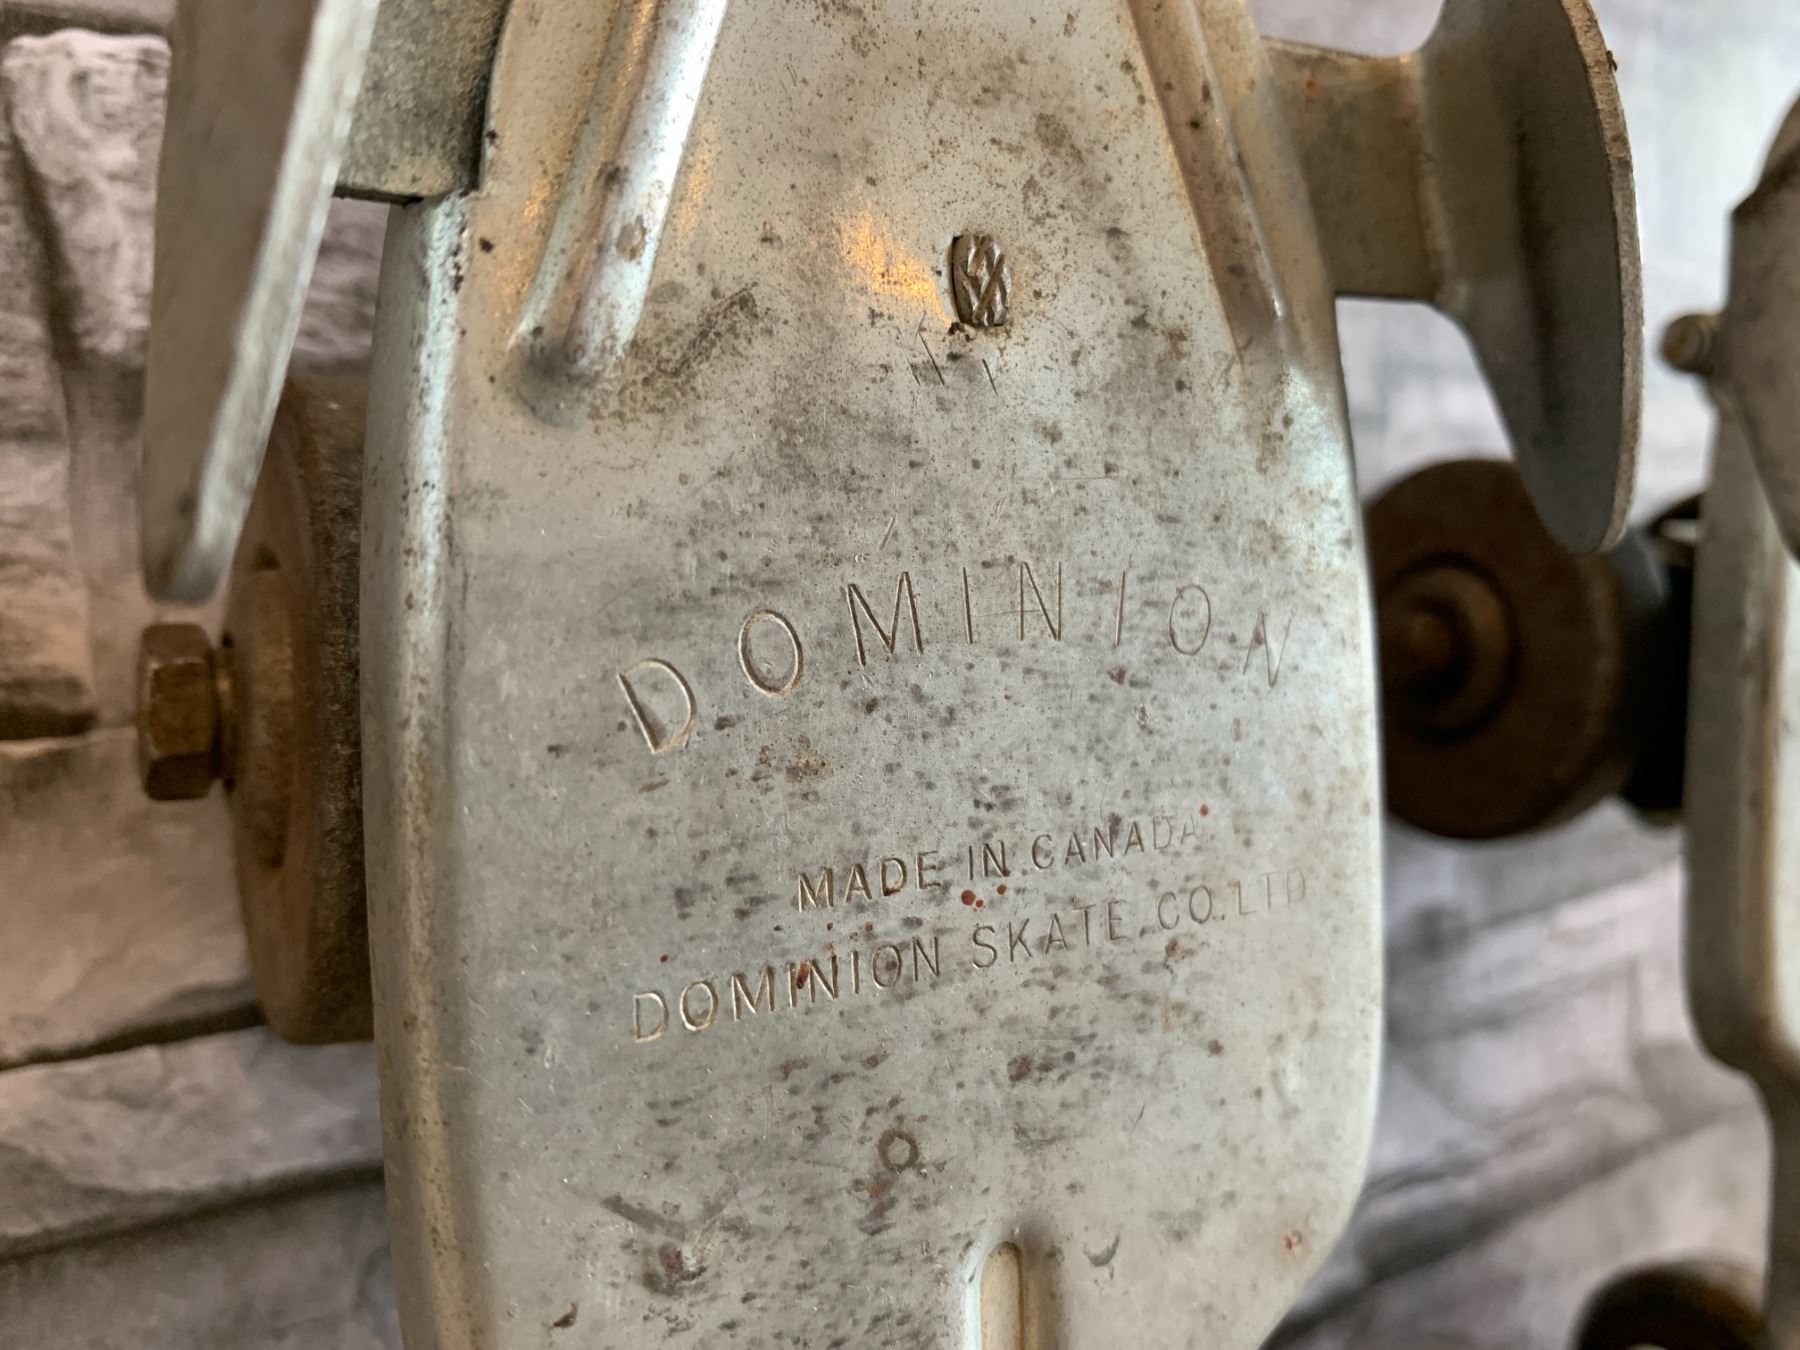 DOMINION
MADE IN CANADA
DOMINION SKATE CO. LTD